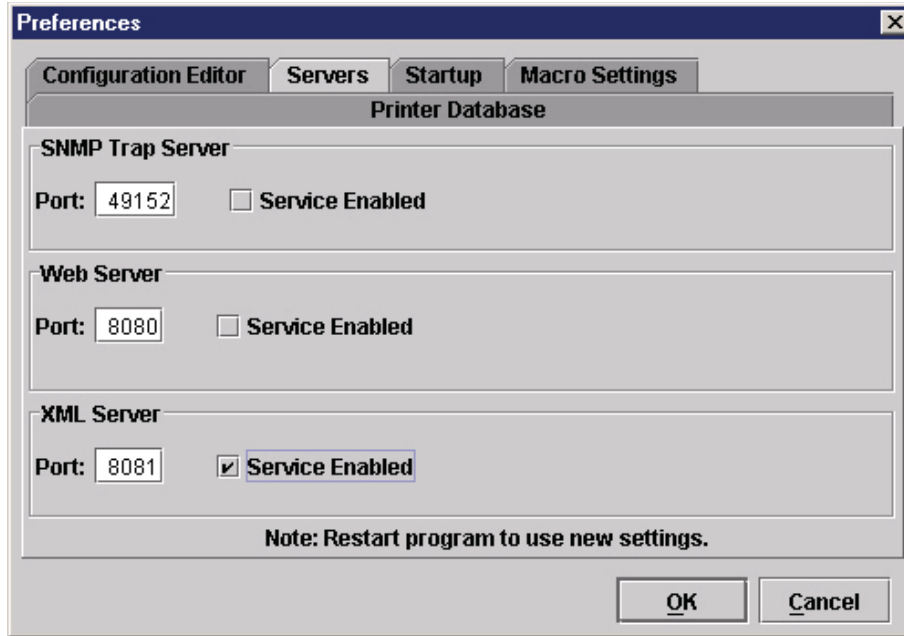 Preferences
Configuration Editor Servers Startup Macro Settings
Printer Database
SNMP Trap Server
Port: 49152 Service Enabled
Web Server
Port: 8080 Service Enabled
XML Server
Port: 8081 Service Enabled
Note: Restart program to use new settings.
OK Cancel